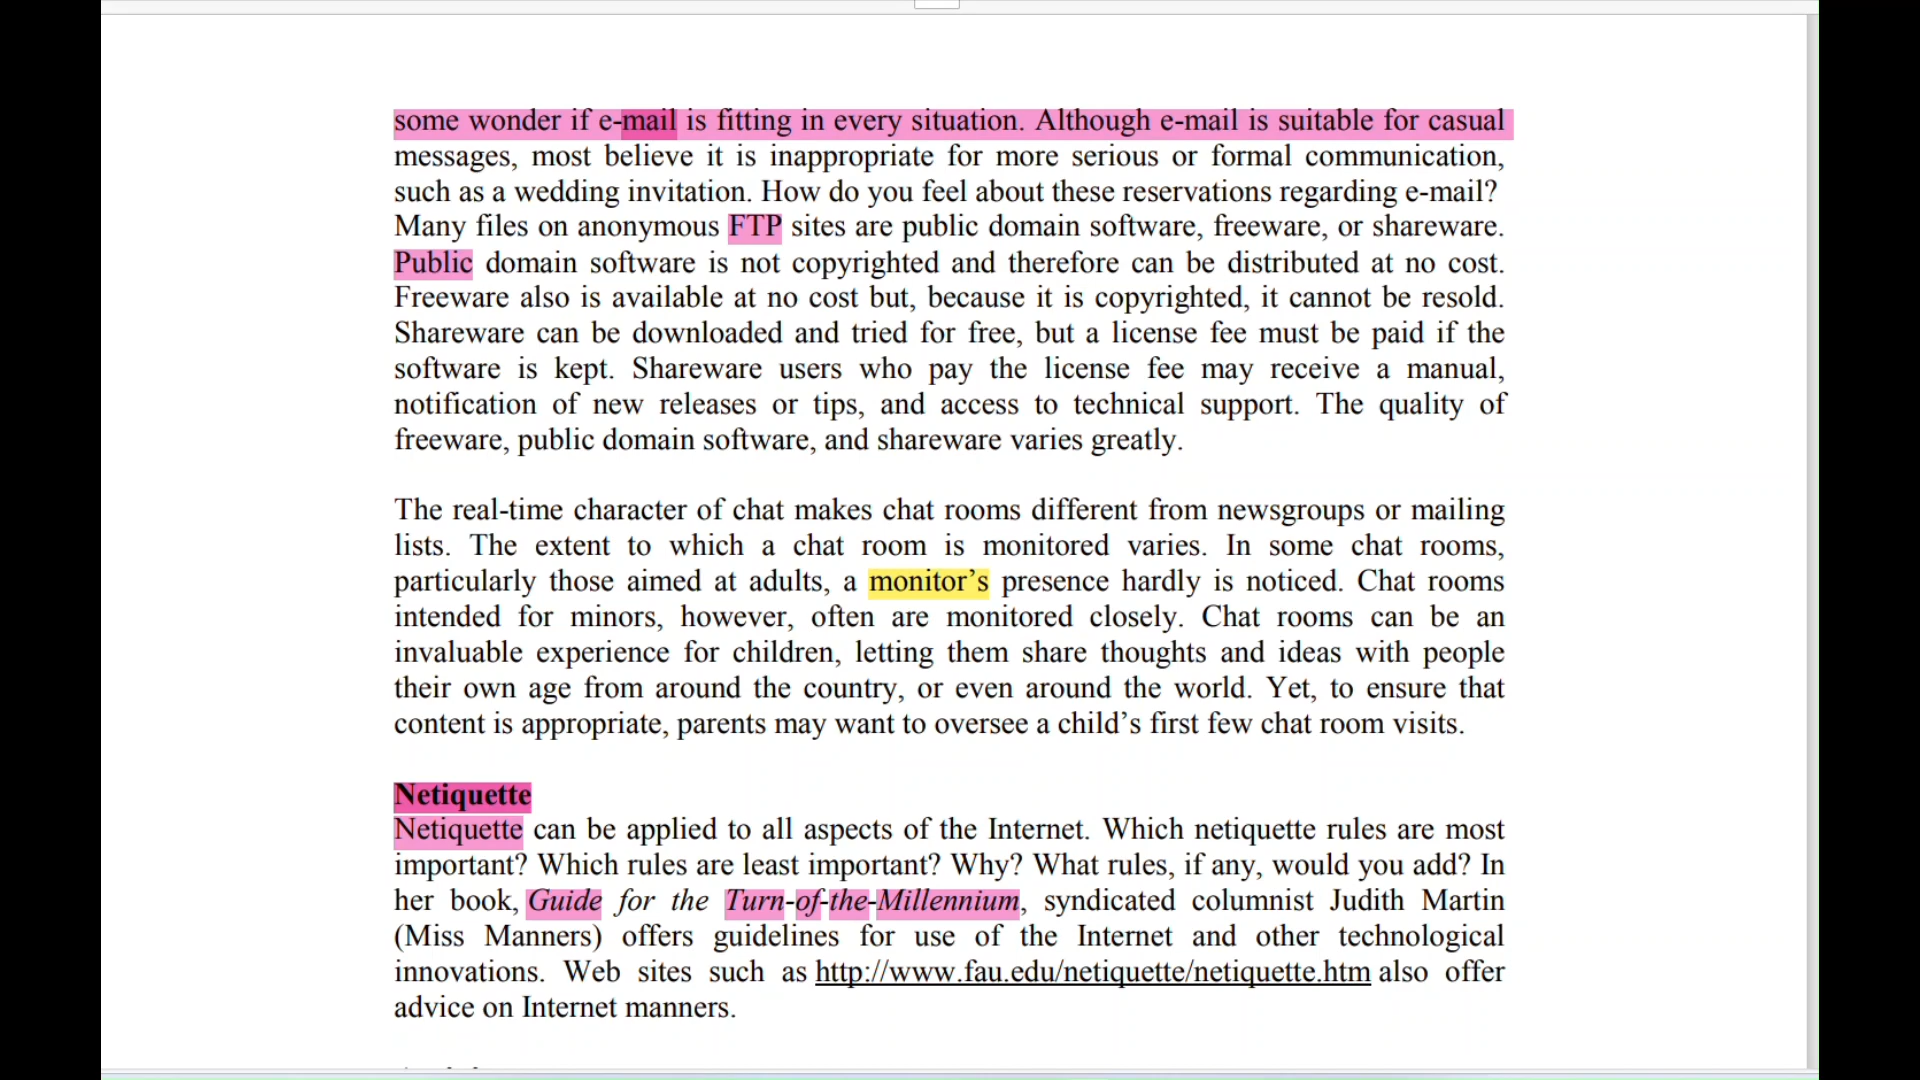 some wonder if e-mail is fitting in every situation. Although e-mail is suitable for casual
messages, most believe it is inappropriate for more serious or formal communication,
such as a wedding invitation. How do you feel about these reservations regarding e-mail?
Many files on anonymous FTP sites are public domain software, freeware, or shareware.
Public domain software is not copyrighted and therefore can be distributed at no cost.
Freeware also is available at no cost but, because it is copyrighted, it cannot be resold.
Shareware can be downloaded and tried for free, but a license fee must be paid if the
software is kept. Shareware users who pay the license fee may receive a manual,
notification of new releases or tips, and access to technical support. The quality of
freeware, public domain software, and shareware varies greatly.
The real-time character of chat makes chat rooms different from newsgroups or mailing
lists. The extent to which a chat room is monitored varies. In some chat rooms,
particularly those aimed at adults, a monitor’s presence hardly is noticed. Chat rooms
intended for minors, however, often are monitored closely. Chat rooms can be an
invaluable experience for children, letting them share thoughts and ideas with people
their own age from around the country, or even around the world. Yet, to ensure that
content is appropriate, parents may want to oversee a child’s first few chat room visits.
Netiquette
Netiquette can be applied to all aspects of the Internet. Which netiquette rules are most
important? Which rules are least important? Why? What rules, if any, would you add? In
her book, Guide for the Turn-of-the-Millennium, syndicated columnist Judith Martin
(Miss Manners) offers guidelines for use of the Internet and other technological
innovations. Web sites such as http://www.fau.edu/netiquette/netiquette.htm also offer
advice on Internet manners.